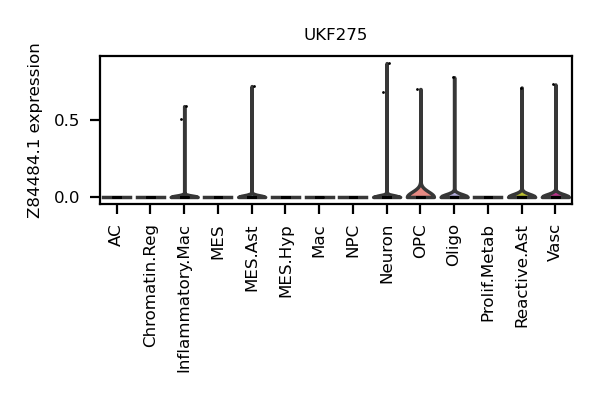 UKF275
Z84484.1 expression
0.5
0.0
AC
Chromatin.Reg
Inflammatory.Mac
MES
MES.Ast
MES.Hyp
Mac
NPC
Neuron
OPC
Oligo
Prolif.Metab
Reactive.Ast
Vasc